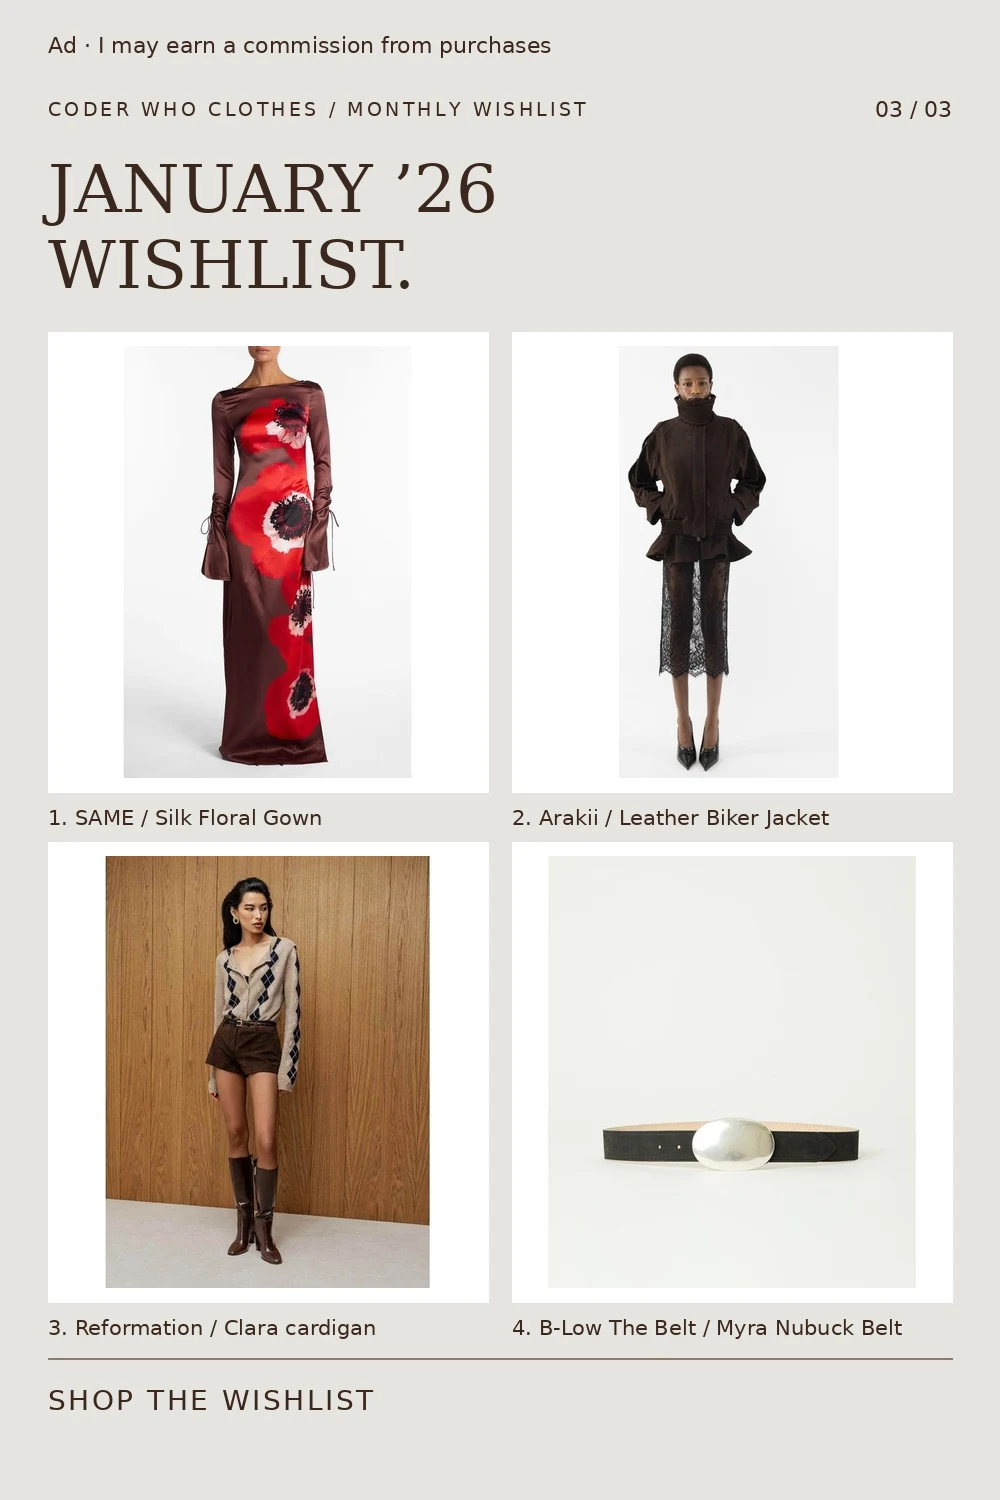 Ad · I may earn a commission from purchases
CODER WHO CLOTHES / MONTHLY WISHLIST
03 / 03
JANUARY ’26
WISHLIST.
1. SAME / Silk Floral Gown
2. Arakii / Leather Biker Jacket
3. Reformation / Clara cardigan
4. B-Low The Belt / Myra Nubuck Belt
SHOP THE WISHLIST